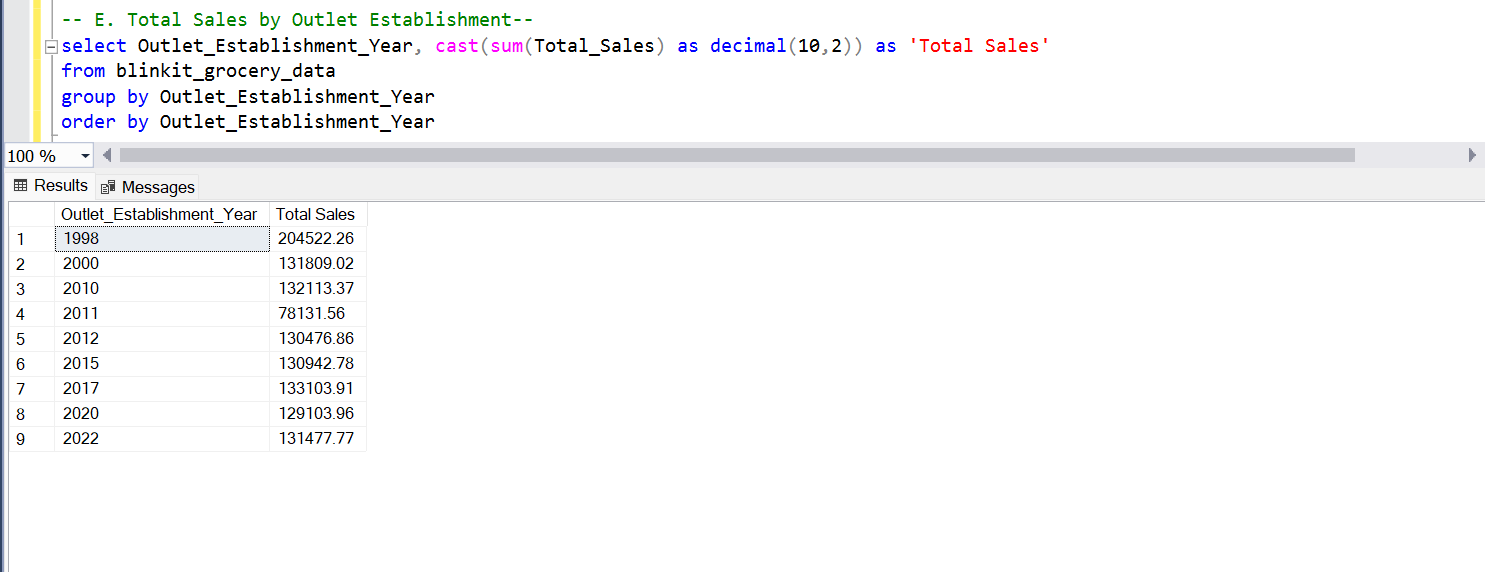 -- E. Total Sales by Outlet Establishment--
select Outlet_Establishment_Year, cast(sum(Total_Sales) as decimal(10,2)) as 'Total Sales'
from blinkit_grocery_data
group by Outlet_Establishment_Year
order by Outlet_Establishment_Year
100 %
Results Messages
Outlet_Establishment_Year Total Sales
1 1998 204522.26
2 2000 131809.02
3 2010 132113.37
4 2011 78131.56
5 2012 130476.86
6 2015 130942.78
7 2017 133103.91
8 2020 129103.96
9 2022 131477.77